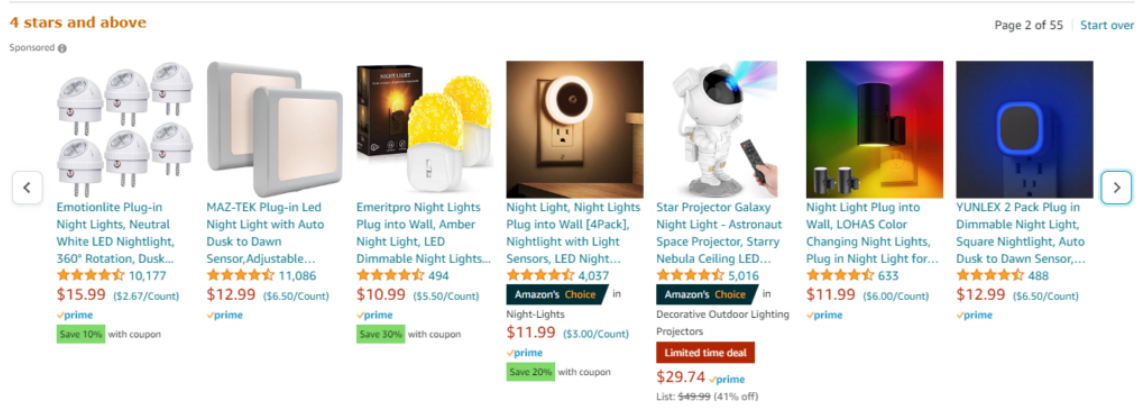 4 stars and above
Page 2 of 55 | Start over
Sponsored
Emotionlite Plug-in
Night Lights, Neutral
White LED Nightlight,
360° Rotation, Dusk...
10,177
$15.99 ($2.67/Count)
prime
Save 10% with coupon
MAZ-TEK Plug-in Led
Night Light with Auto
Dusk to Dawn
Sensor,Adjustable...
11,086
$12.99 ($6.50/Count)
prime
NIGHT LIGHT
Emeritpro Night Lights
Plug into Wall, Amber
Night Light, LED
Dimmable Night Lights...
494
$10.99 ($5.50/Count)
prime
Save 30% with coupon
Night Light, Night Lights
Plug into Wall [4Pack],
Nightlight with Light
Sensors, LED Night...
4,037
Amazon's Choice in
Night-Lights
$11.99 ($3.00/Count)
prime
Save 20% with coupon
Star Projector Galaxy
Night Light - Astronaut
Space Projector, Starry
Nebula Ceiling LED...
5,016
Amazon's Choice in
Decorative Outdoor Lighting
Projectors
Limited time deal
$29.74 prime
List: $49.99 (41% off)
Night Light Plug into
Wall, LOHAS Color
Changing Night Lights,
Plug in Night Light for...
633
$11.99 ($6.00/Count)
prime
YUNLEX 2 Pack Plug in
Dimmable Night Light,
Square Nightlight, Auto
Dusk to Dawn Sensor,...
488
$12.99 ($6.50/Count)
prime